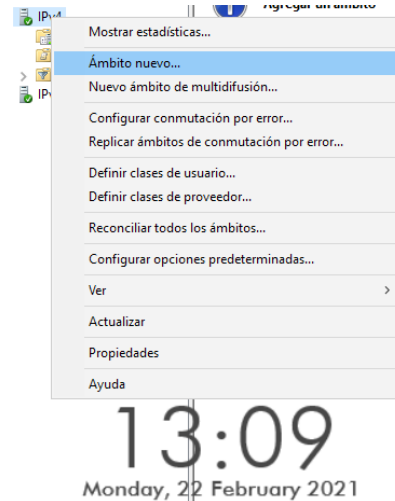 IPv4
Agregar un ámbito
Mostrar estadísticas...
Ámbito nuevo...
Nuevo ámbito de multidifusión...
Configurar conmutación por error...
Replicar ámbitos de conmutación por error...
Definir clases de usuario...
Definir clases de proveedor...
Reconciliar todos los ámbitos...
Configurar opciones predeterminadas...
Ver
Actualizar
Propiedades
Ayuda
13:09
Monday, 22 February 2021